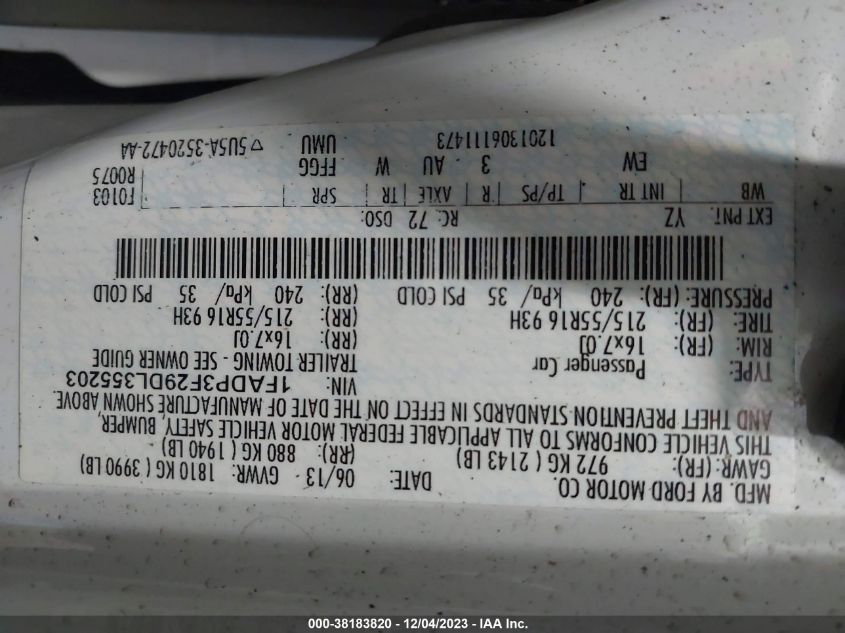 MFD. BY FORD MOTOR CO.
DATE: 06/13 GVWR: 1810 KG ( 3990 LB)
GAWR: (FR): 972 KG ( 2143 LB) (RR): 880 KG ( 1940 LB)
THIS VEHICLE CONFORMS TO ALL APPLICABLE FEDERAL MOTOR VEHICLE SAFETY, BUMPER,
AND THEFT PREVENTION STANDARDS IN EFFECT ON THE DATE OF MANUFACTURE SHOWN ABOVE.
VIN: 1FADP3F29DL355203
TYPE: Passenger Car TRAILER TOWING - SEE OWNER GUIDE
RIM: (FR): 16x7.0J (RR): 16x7.0J
TIRE: (FR): 215/55R16 93H (RR): 215/55R16 93H
PRESSURE: (FR): 240 kPa/ 35 PSI COLD (RR): 240 kPa/ 35 PSI COLD
EXT PNT: YZ RC: 72 DSO:
WB INT TR TP/PS R AXLE TR SPR F0103
EW 3 AU W FFGG R0075
1201306111473 UMU ▽ 5U5A-3520472-AA
000-38183820 - 12/04/2023 - IAA Inc.